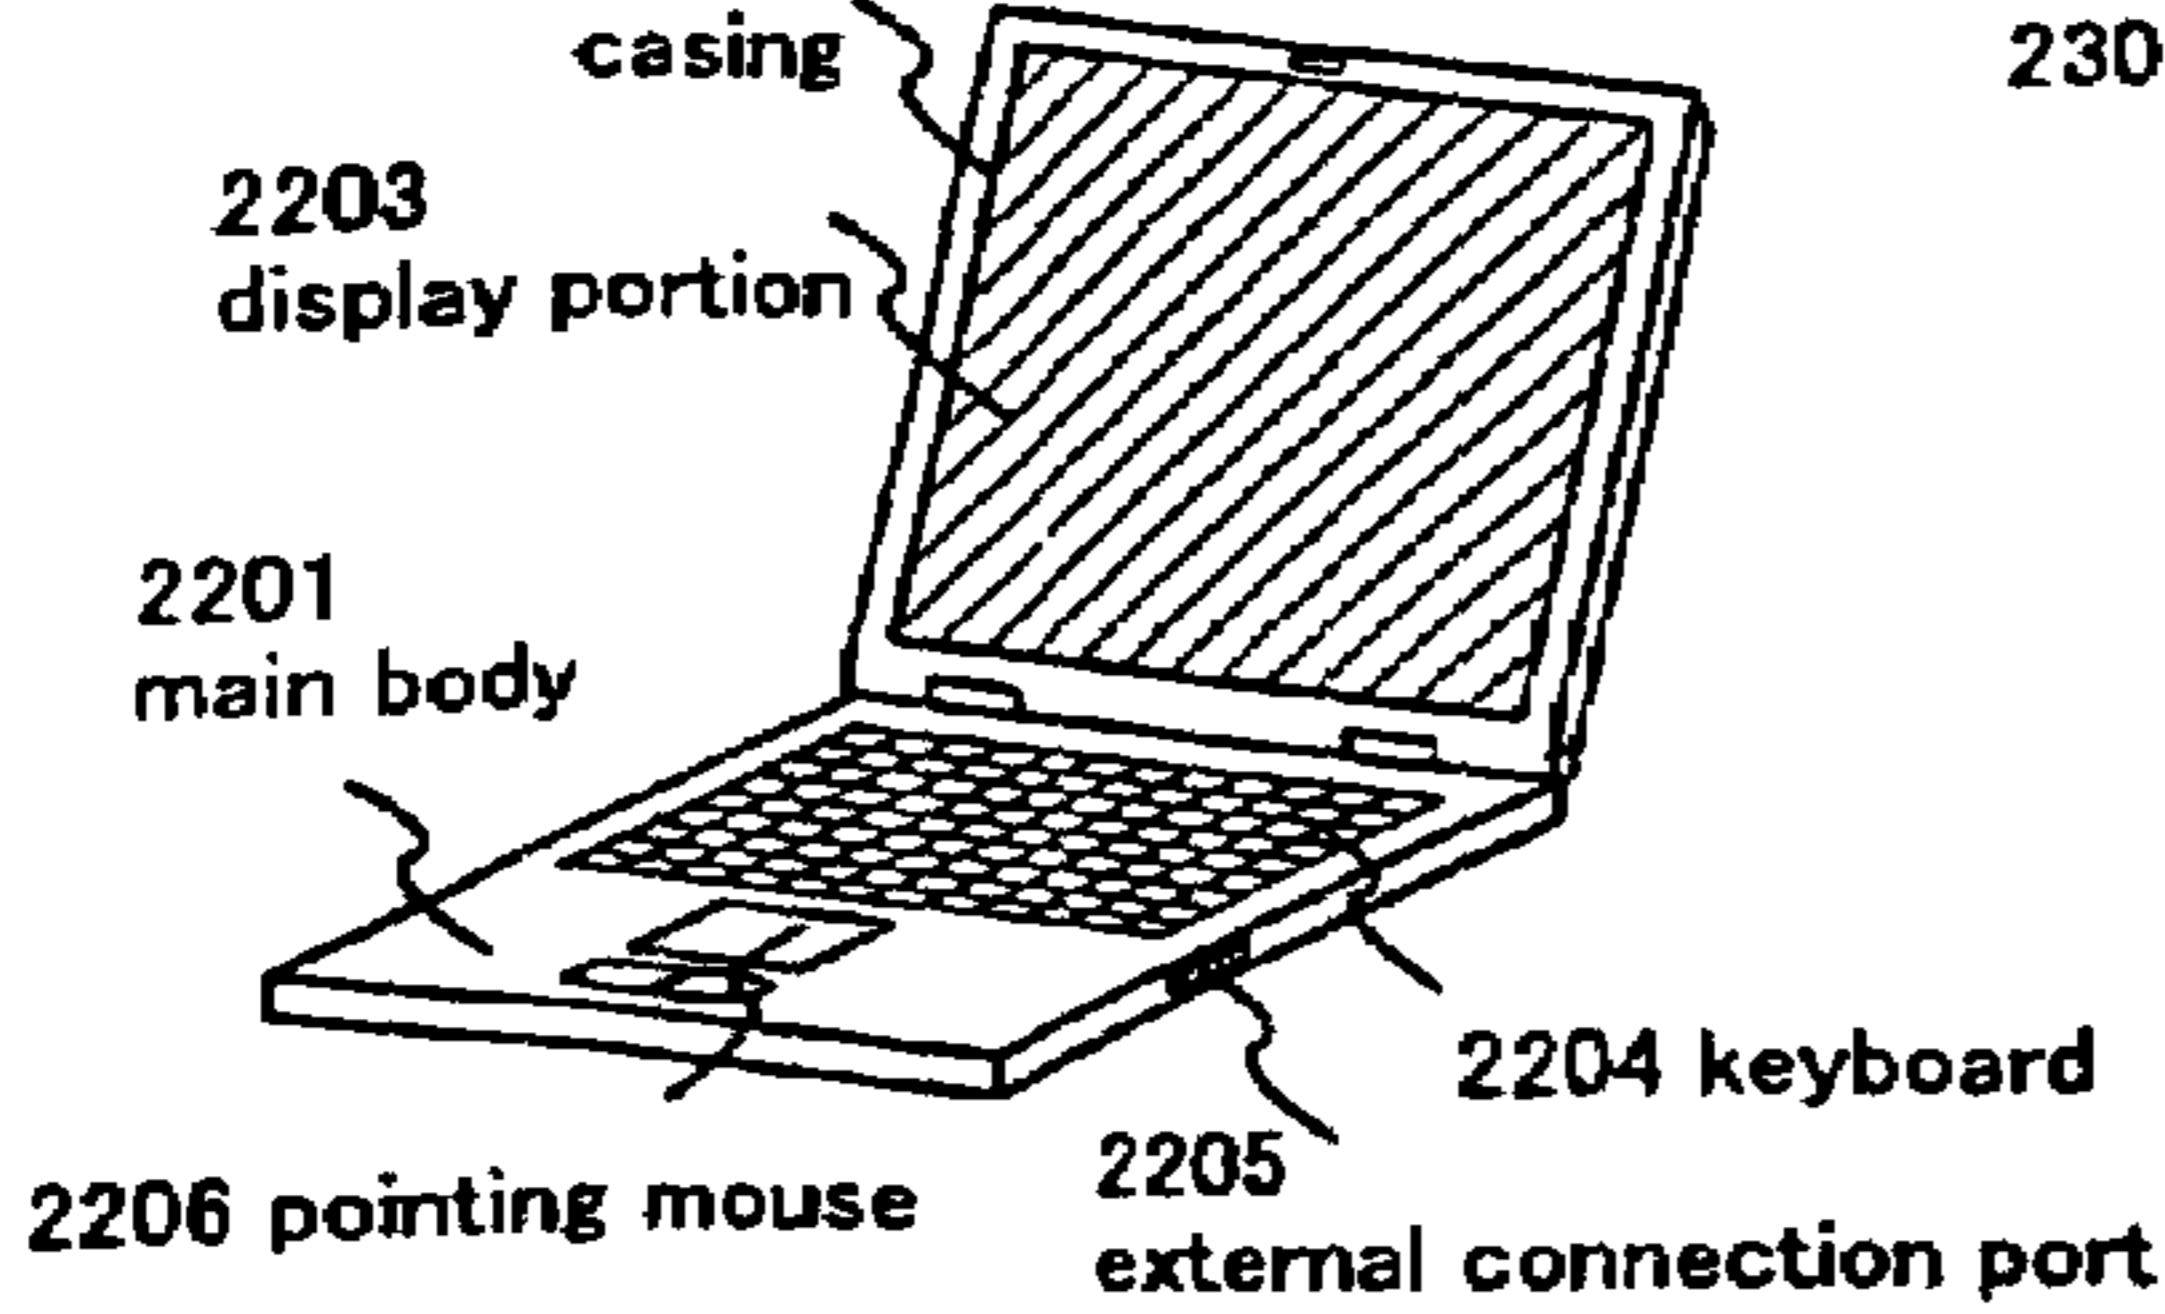 casing
230
2203
display portion
2201
main body
2204 keyboard
2205
external connection port
2206 pointing mouse